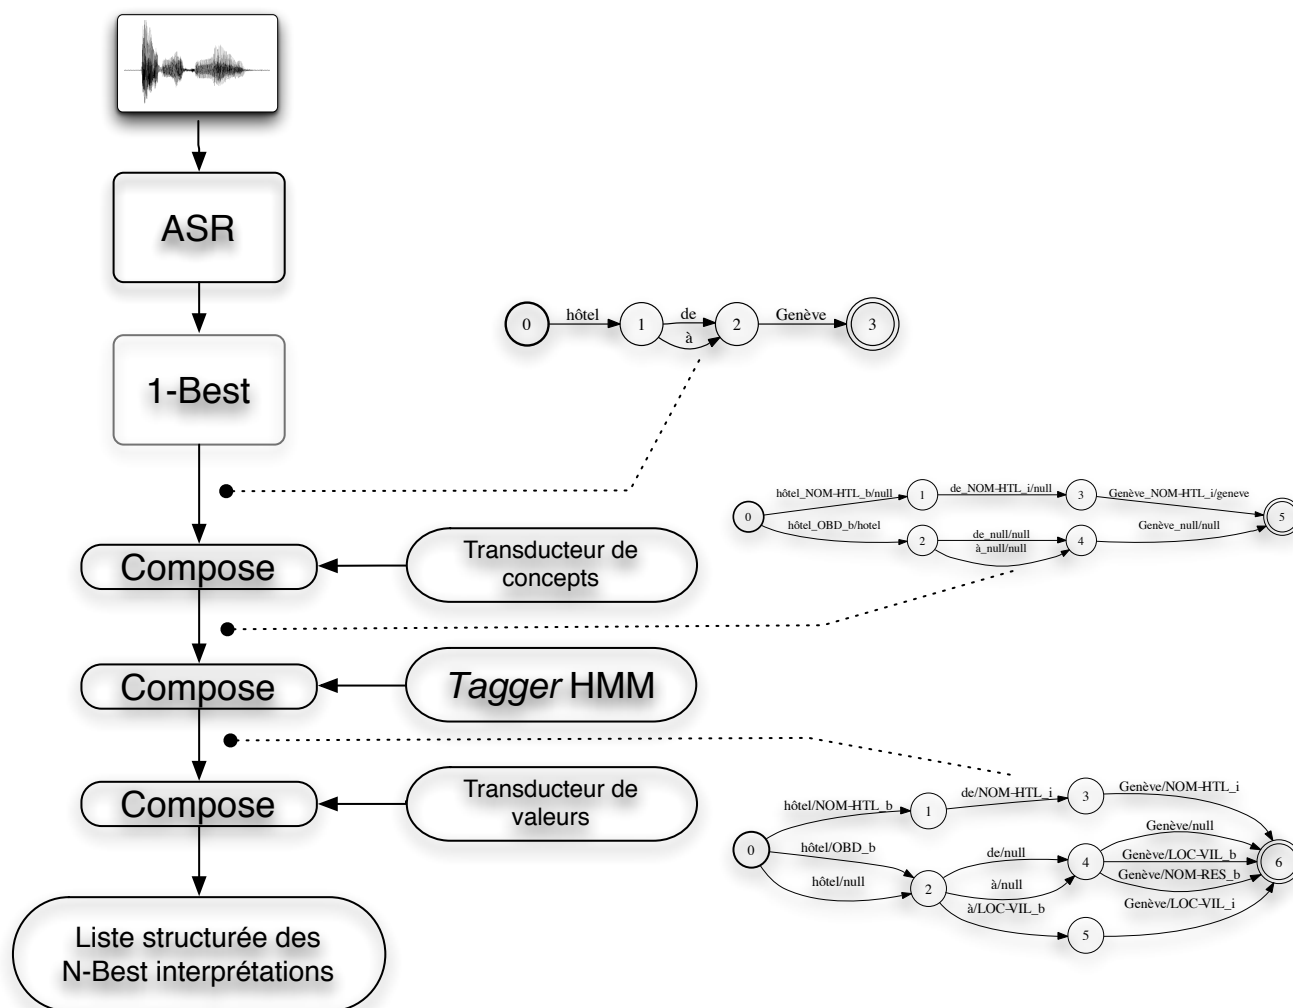 ASR
1-Best
0 hôtel 1 de 2 Genève 3
à
Compose
Transducteur de
concepts
hôtel_NOM-HTL_b/null 1 de_NOM-HTL_i/null 3 Genève_NOM-HTL_i/geneve
0 5
hôtel_OBD_b/hotel 2 de_null/null 4 Genève_null/null
à_null/null
Compose
Tagger HMM
Compose
Transducteur de
valeurs
hôtel/NOM-HTL_b 1 de/NOM-HTL_i 3 Genève/NOM-HTL_i
0 hôtel/OBD_b de/null 4 Genève/null 6
Genève/LOC-VIL_b
hôtel/null 2 à/null Genève/NOM-RES_b
à/LOC-VIL_b 5 Genève/LOC-VIL_i
Liste structurée des
N-Best interprétations